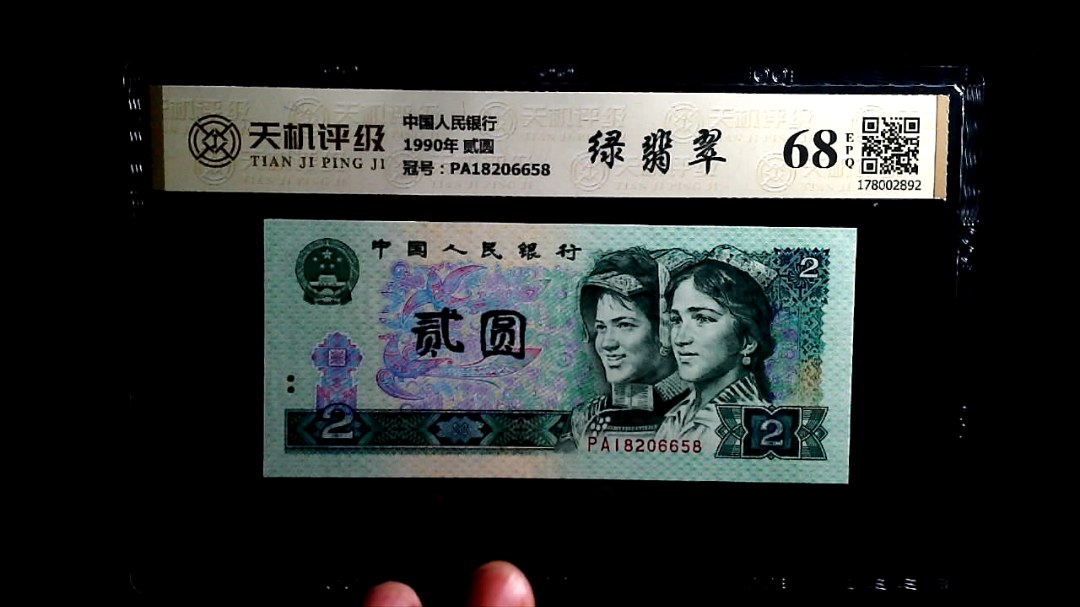 天机评级
TIAN JI PING JI
中国人民银行
1990年 贰圆
冠号：PA18206658
绿翡翠
68
EPQ
178002892
中国人民银行
2
贰圆
2
PA18206658
2